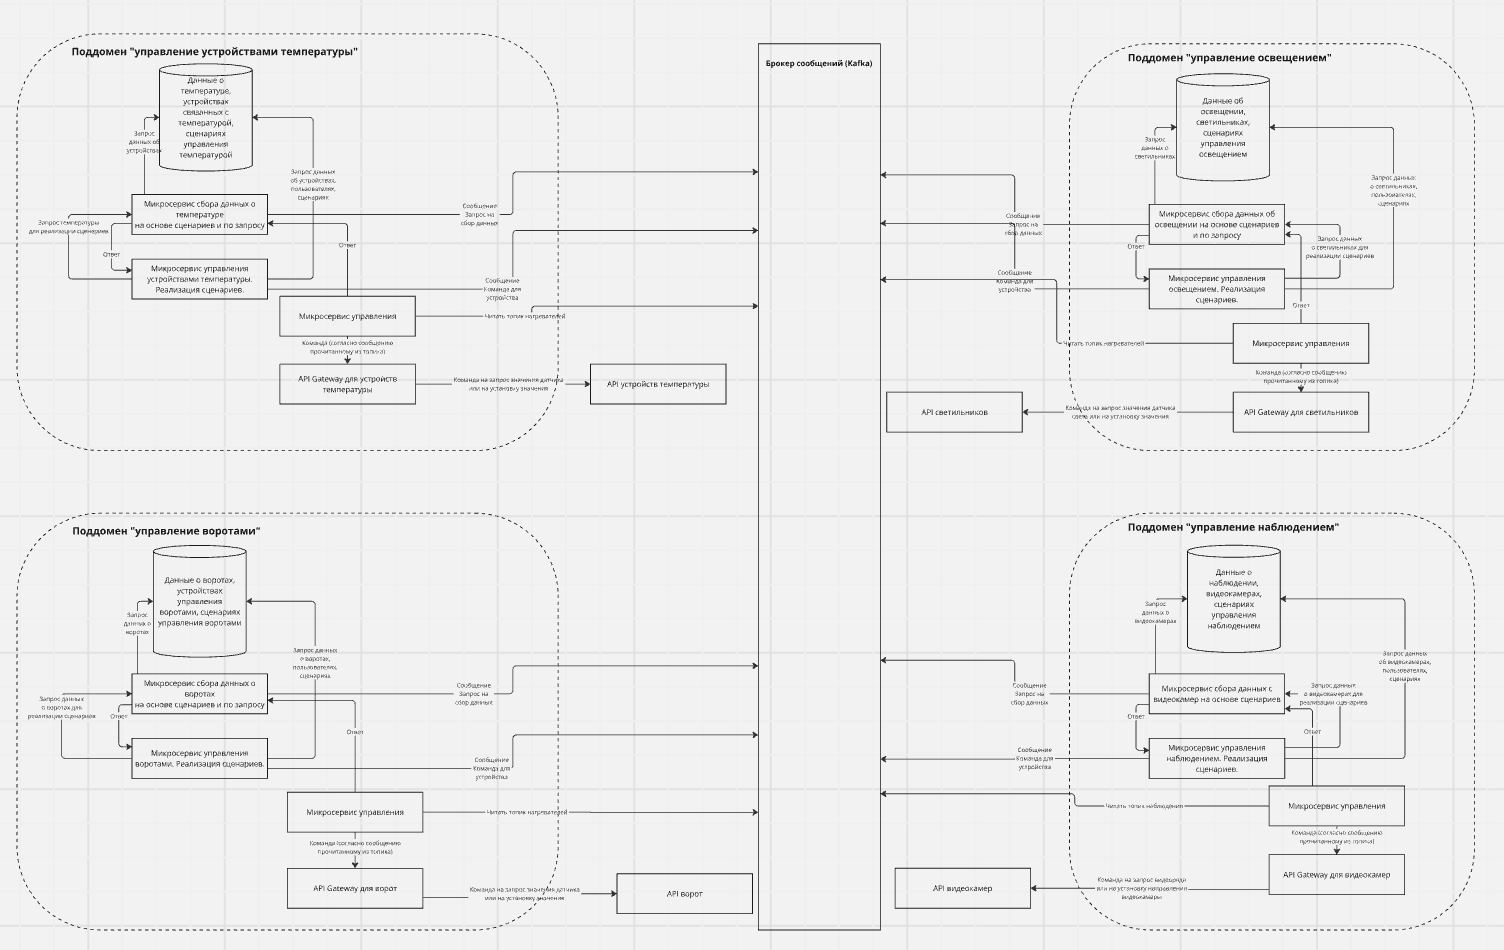 Поддомен "управление устройствами температуры"
Данные о
температуре,
устройствах
связанных с
температурой,
сценариях
управления
температурой
Запрос
данных об
устройствах
Запрос данных
об устройствах,
пользователях,
сценариях
Микросервис сбора данных о
температуре
на основе сценариев и по запросу
Запрос температуры
для реализации сценариев
Ответ
Микросервис управления
устройствами температуры.
Реализация сценариев.
Ответ
Сообщение
Запрос на
сбор данных
Сообщение
Команда для
устройства
Микросервис управления
Читать топик нагревателей
Команда (согласно сообщению
прочитанному из топика)
API Gateway для устройств
температуры
Команда на запрос значения датчика
или на установку значения
API устройств температуры
Брокер сообщений (Kafka)
Поддомен "управление освещением"
Данные об
освещении,
светильниках,
сценариях
управления
освещением
Запрос
данных о
светильниках
Запрос данных
о светильниках,
пользователях,
сценариях
Микросервис сбора данных об
освещении на основе сценариев
и по запросу
Сообщение
Запрос на
сбор данных
Ответ
Запрос данных
о светильниках для
реализации сценариев
Микросервис управления
освещением. Реализация
сценариев.
Сообщение
Команда для
устройства
Ответ
Микросервис управления
Читать топик нагревателей
Команда (согласно сообщению
прочитанному из топика)
API Gateway для светильников
Команда на запрос значения датчика
света или на установку значения
API светильников
Поддомен "управление воротами"
Данные о воротах,
устройствах
управления
воротами, сценариях
управления воротами
Запрос
данных о
воротах
Запрос данных
о воротах,
пользователях,
сценариях
Микросервис сбора данных о
воротах
на основе сценариев и по запросу
Запрос данных
о воротах для
реализации сценариев
Ответ
Микросервис управления
воротами. Реализация сценариев.
Ответ
Сообщение
Запрос на
сбор данных
Сообщение
Команда для
устройства
Микросервис управления
Читать топик нагревателей
Команда (согласно сообщению
прочитанному из топика)
API Gateway для ворот
Команда на запрос значения датчика
или на установку значения
API ворот
Поддомен "управление наблюдением"
Данные о
наблюдении,
видеокамерах,
сценариях
управления
наблюдением
Запрос
данных о
видеокамерах
Запрос данных
об видеокамерах,
пользователях,
сценариях
Микросервис сбора данных с
видеокамер на основе сценариев
Сообщение
Запрос на
сбор данных
Ответ
Запрос данных
о видеокамерах для
реализации сценариев
Микросервис управления
наблюдением. Реализация
сценариев.
Сообщение
Команда для
устройства
Ответ
Микросервис управления
Читать топик наблюдения
Команда (согласно сообщению
прочитанному из топика)
API Gateway для видеокамер
Команда на запрос видеоряда
или на установку направления
видеокамеры
API видеокамер